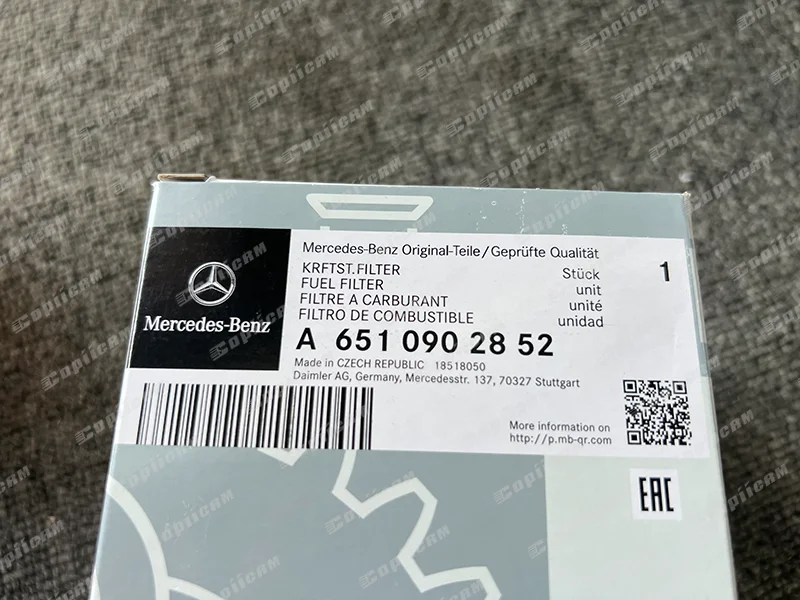 Mercedes-Benz Original-Teile/Geprüfte Qualität
KRFTST.FILTER Stück 1
FUEL FILTER unit
FILTRE A CARBURANT unité
FILTRO DE COMBUSTIBLE unidad
Mercedes-Benz
A 651 090 28 52
Made in CZECH REPUBLIC 18518050
Daimler AG, Germany, Mercedesstr. 137, 70327 Stuttgart
More information on
http://p.mb-qr.com
EAC
CopiiCAM